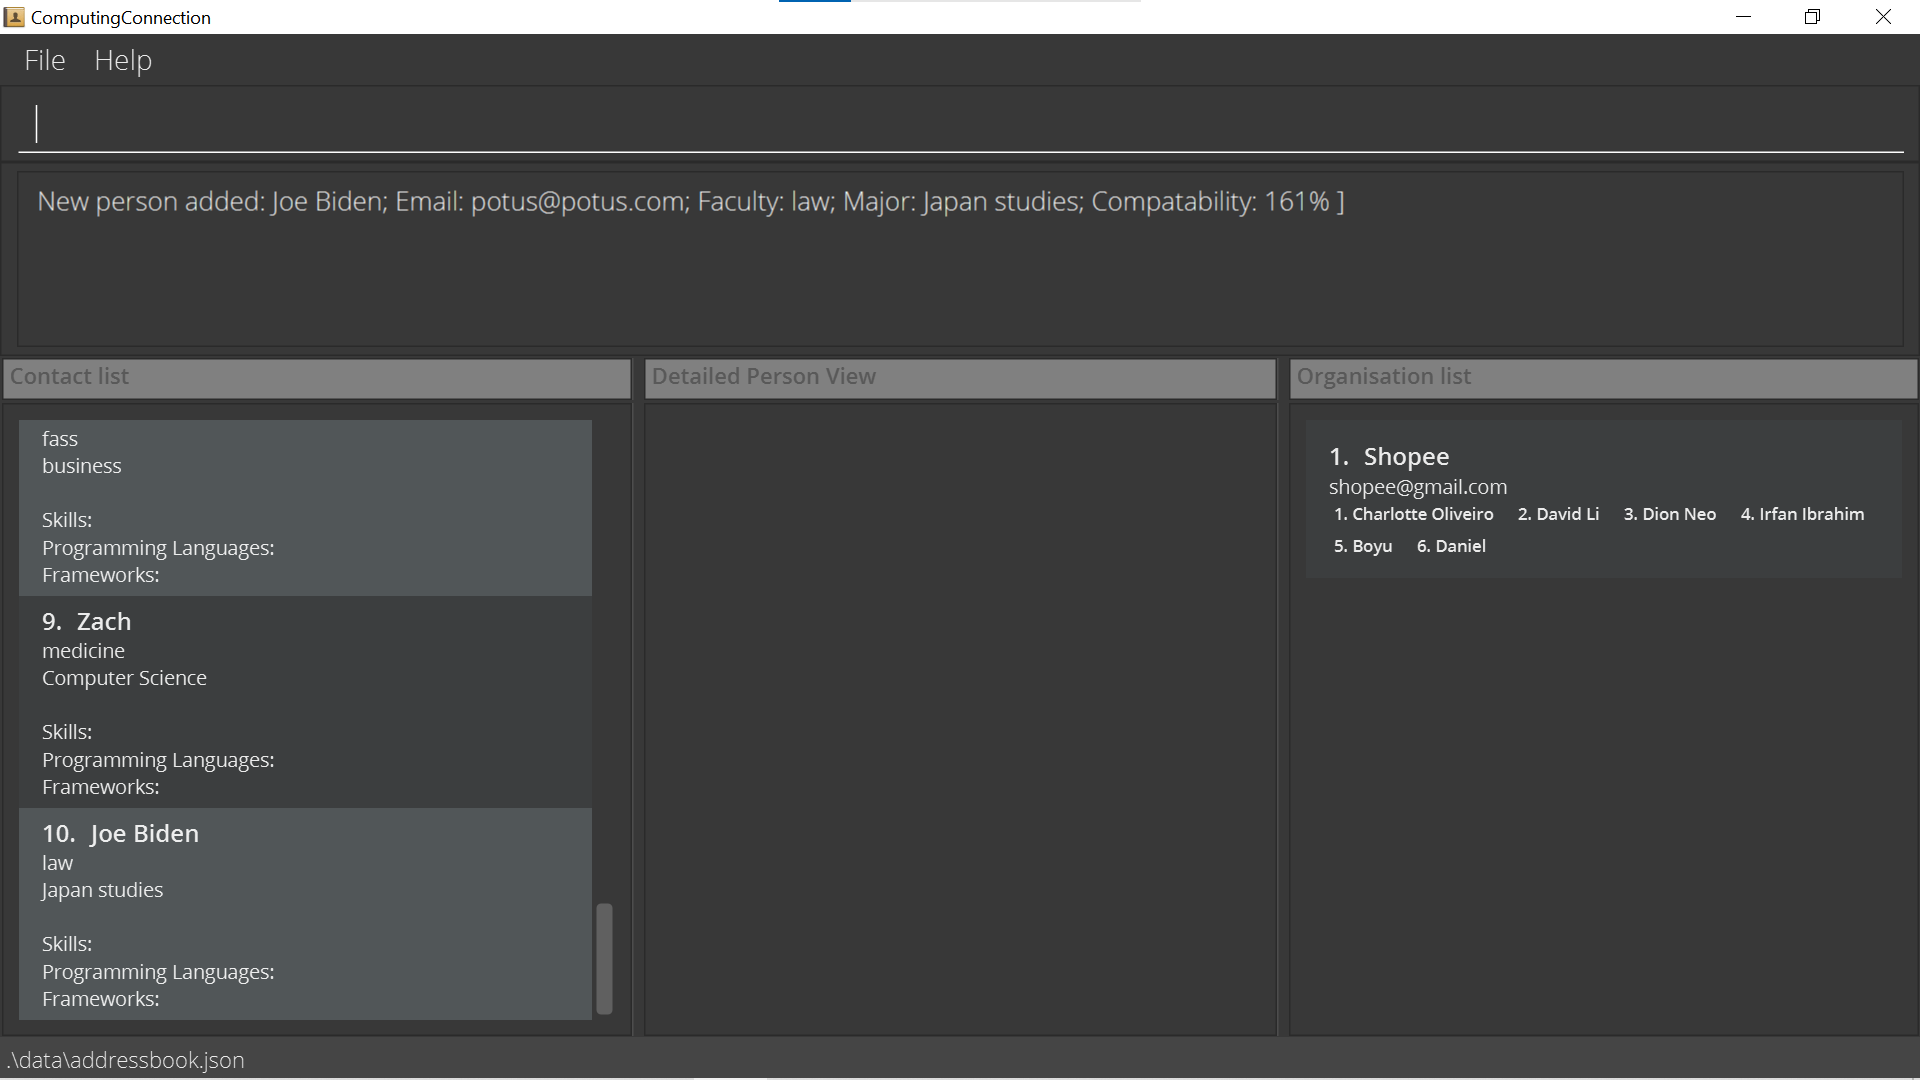 ComputingConnection
File Help
New person added: Joe Biden; Email: potus@potus.com; Faculty: law; Major: Japan studies; Compatability: 161% ]
Contact list
fass
business
Skills:
Programming Languages:
Frameworks:
9. Zach
medicine
Computer Science
Skills:
Programming Languages:
Frameworks:
10. Joe Biden
law
Japan studies
Skills:
Programming Languages:
Frameworks:
Detailed Person View
Organisation list
1. Shopee
shopee@gmail.com
1. Charlotte Oliveiro 2. David Li 3. Dion Neo 4. Irfan Ibrahim
5. Boyu 6. Daniel
.\data\addressbook.json